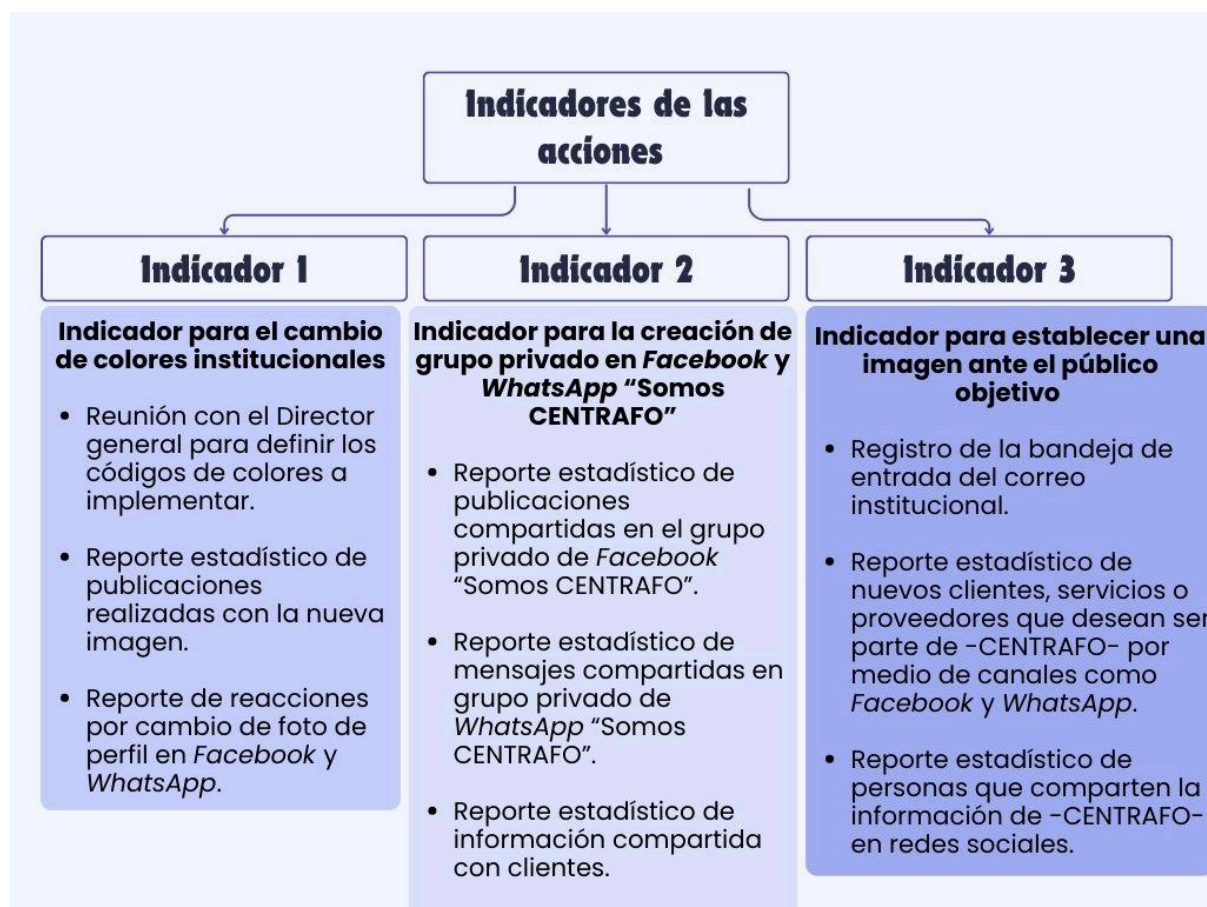 Indicadores de las
acciones
Indicador 1
Indicador para el cambio
de colores institucionales
• Reunión con el Director
general para definir los
códigos de colores a
implementar.
• Reporte estadístico de
publicaciones
realizadas con la nueva
imagen.
• Reporte de reacciones
por cambio de foto de
perfil en Facebook y
WhatsApp.
Indicador 2
Indicador para la creación de
grupo privado en Facebook y
WhatsApp “Somos
CENTRAFO”
• Reporte estadístico de
publicaciones
compartidas en el grupo
privado de Facebook
“Somos CENTRAFO”.
• Reporte estadístico de
mensajes compartidas en
grupo privado de
WhatsApp “Somos
CENTRAFO”.
• Reporte estadístico de
información compartida
con clientes.
Indicador 3
Indicador para establecer una
imagen ante el público
objetivo
• Registro de la bandeja de
entrada del correo
institucional.
• Reporte estadístico de
nuevos clientes, servicios o
proveedores que desean ser
parte de -CENTRAFO- por
medio de canales como
Facebook y WhatsApp.
• Reporte estadístico de
personas que comparten la
información de -CENTRAFO-
en redes sociales.